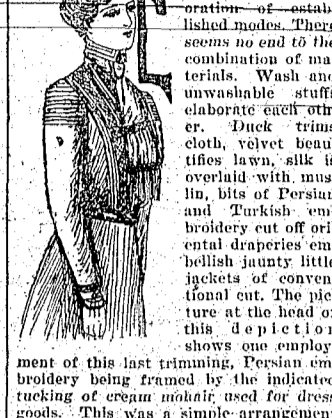 oration of estab
lished modes. There
seems no end to the
combination of ma
terials. Wash and
unwashable stuffs
elaborate each oth
er. Duck trims
cloth, velvet beau
tifies lawn, silk is
overlaid with mus
lin, bits of Persian
and Turkish em
broidery cut off ori
ental draperies em
bellish jaunty little
jackets of conven
tional cut. The pic
ture at the head of
this depiction
shows one employ
ment of this last trimming, Persian em
broidery being framed by the indicated
tucking of cream mohair used for dress
goods. This was a simple arrangement